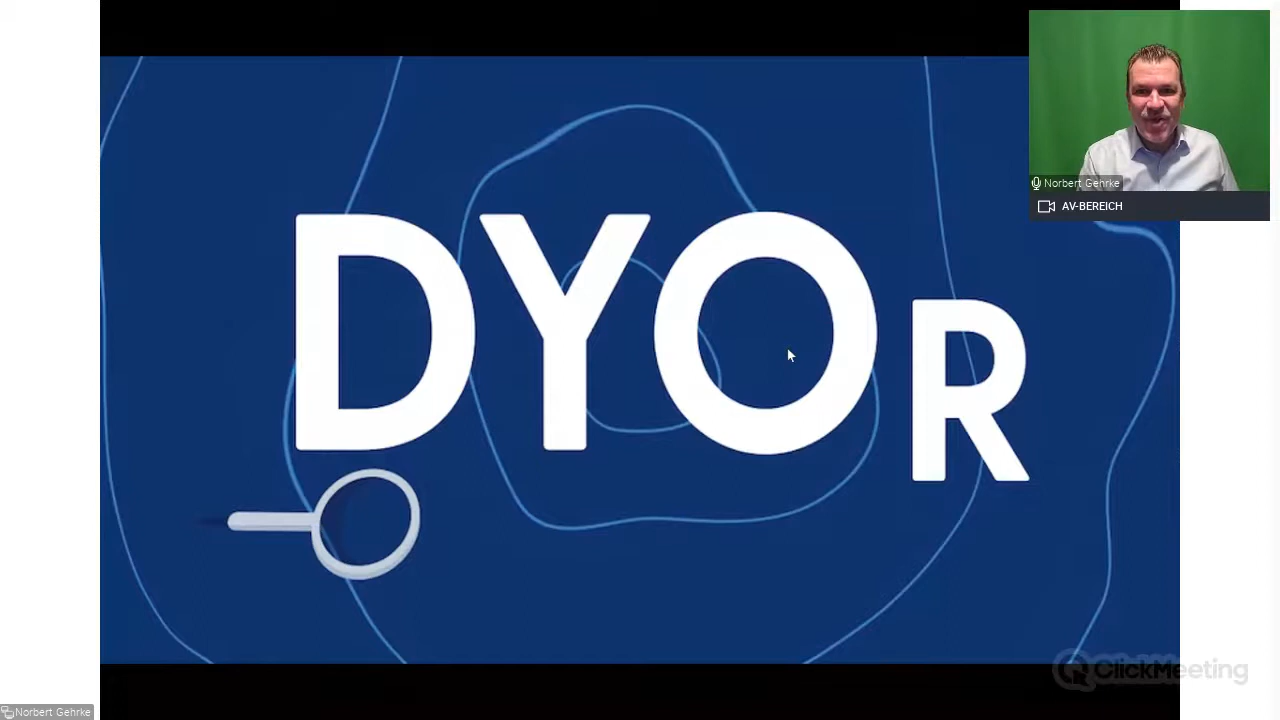 DYOR
Norbert Gehrke
AV-BEREICH
ClickMeeting
Norbert Gehrke